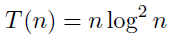 T(n) = n log² n